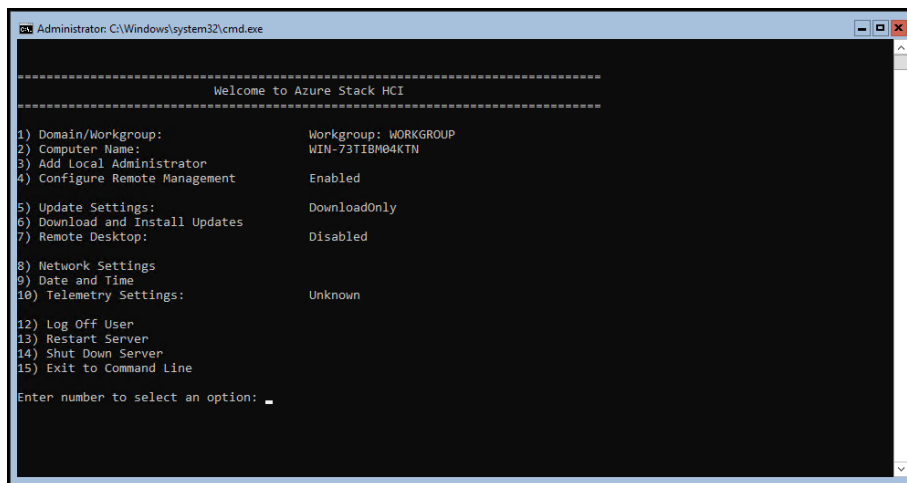 Administrator: C:\Windows\system32\cmd.exe
================================================================================
Welcome to Azure Stack HCI
================================================================================
1) Domain/Workgroup: Workgroup: WORKGROUP
2) Computer Name: WIN-73TIBM04KTN
3) Add Local Administrator
4) Configure Remote Management Enabled
5) Update Settings: DownloadOnly
6) Download and Install Updates
7) Remote Desktop: Disabled
8) Network Settings
9) Date and Time
10) Telemetry Settings: Unknown
12) Log Off User
13) Restart Server
14) Shut Down Server
15) Exit to Command Line
Enter number to select an option: _